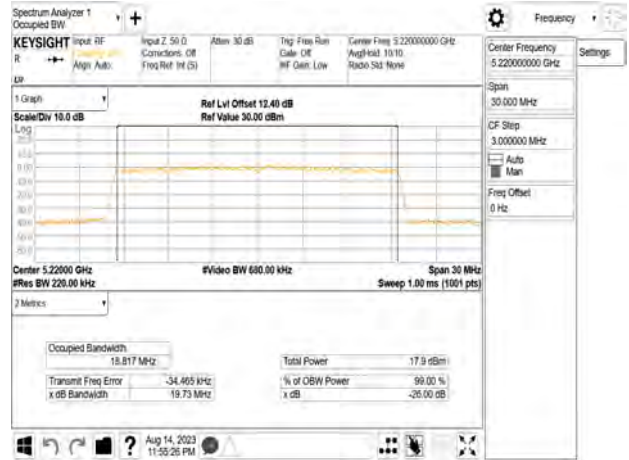 Spectrum Analyzer 1
Occupied BW
Frequency
KEYSIGHT
Input: RF
Input Z: 50 Ω
Atten: 30 dB
Trig: Free Run
Center Freq: 5.220000000 GHz
R
Corrections: Off
Gate: Off
Avg|Hold: 10/10
Align: Auto
Freq Ref: Int (S)
#IF Gain: Low
Radio Std: None
Center Frequency
5.220000000 GHz
Settings
Span
30.000 MHz
CF Step
3.000000 MHz
Auto
Man
Freq Offset
0 Hz
1 Graph
Ref Lvl Offset 12.40 dB
Scale/Div 10.0 dB
Ref Value 30.00 dBm
Log
Center 5.22000 GHz
#Video BW 680.00 kHz
Span 30 MHz
#Res BW 220.00 kHz
Sweep 1.00 ms (1001 pts)
2 Metrics
Occupied Bandwidth
18.817 MHz
Total Power
17.9 dBm
Transmit Freq Error
-34.465 kHz
% of OBW Power
99.00 %
x dB Bandwidth
19.73 MHz
x dB
-26.00 dB
?
Aug 14, 2023
11:55:26 PM